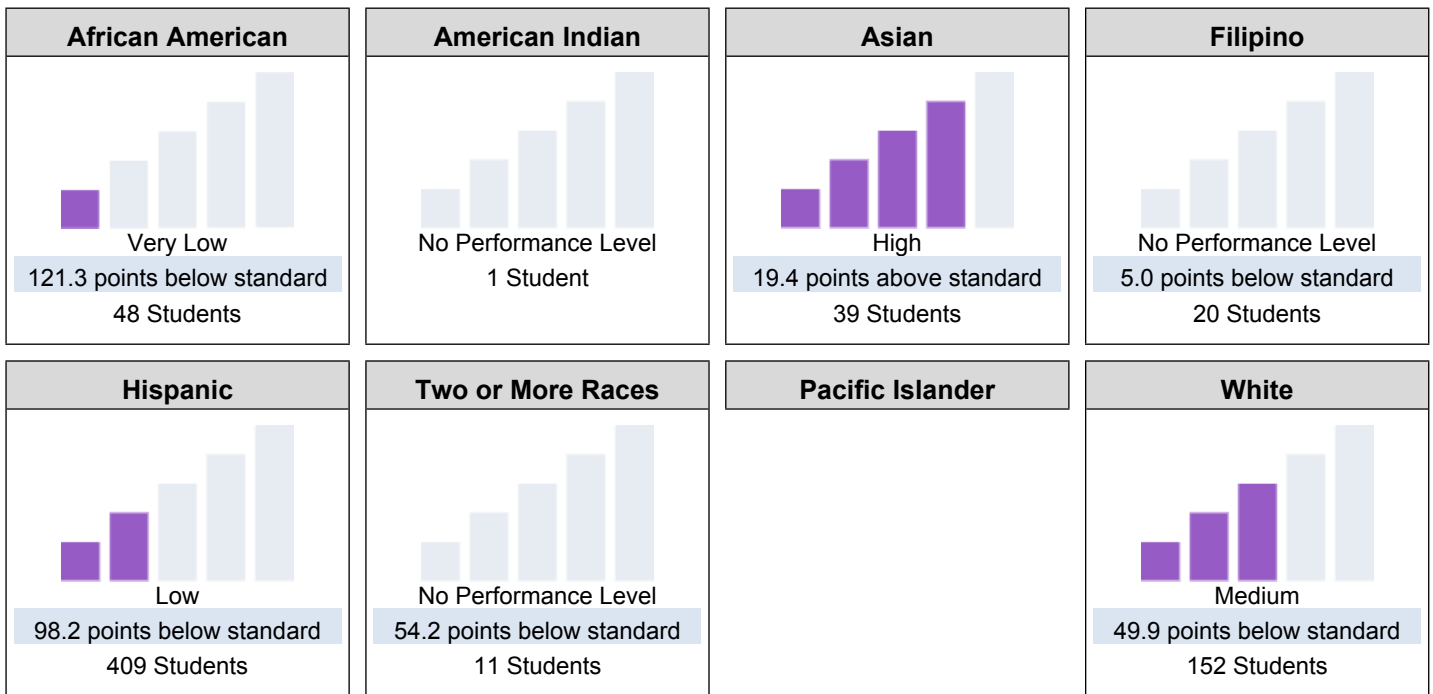 African American
Very Low
121.3 points below standard
48 Students
American Indian
No Performance Level
1 Student
Asian
High
19.4 points above standard
39 Students
Filipino
No Performance Level
5.0 points below standard
20 Students
Hispanic
Low
98.2 points below standard
409 Students
Two or More Races
No Performance Level
54.2 points below standard
11 Students
Pacific Islander
White
Medium
49.9 points below standard
152 Students